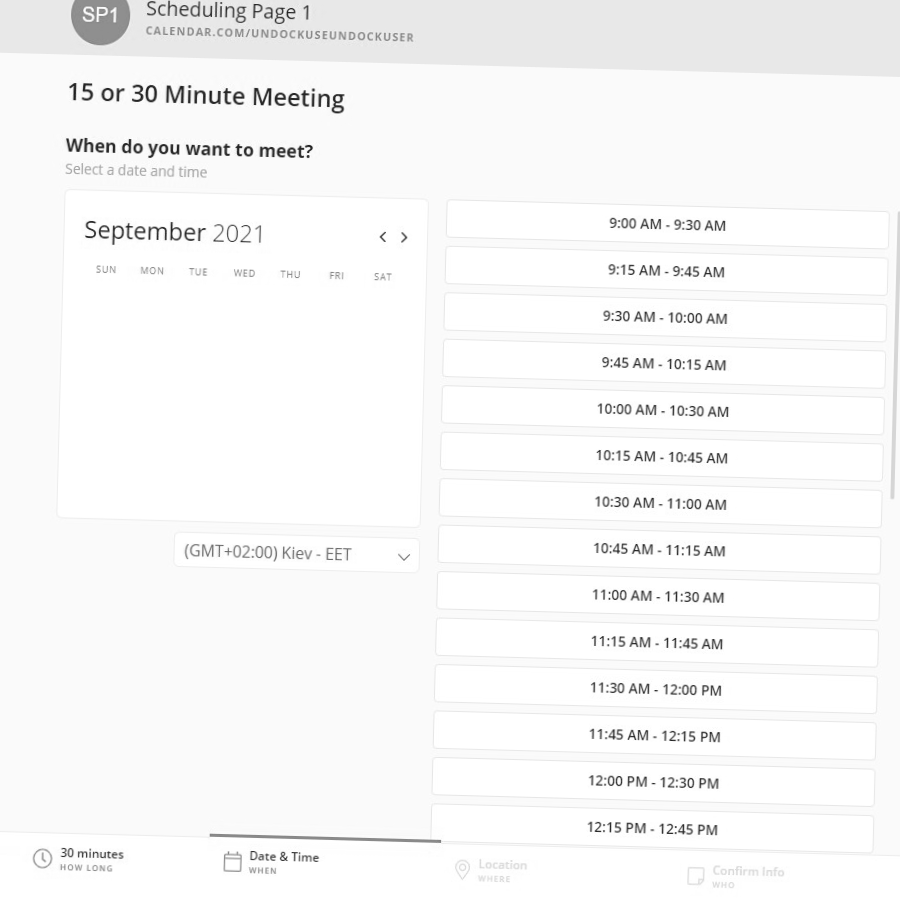 SP1
Scheduling Page 1
CALENDAR.COM/UNDOCKUSEUNDOCKUSER
15 or 30 Minute Meeting
When do you want to meet?
Select a date and time
September 2021
SUN MON TUE WED THU FRI SAT
(GMT+02:00) Kiev - EET
9:00 AM - 9:30 AM
9:15 AM - 9:45 AM
9:30 AM - 10:00 AM
9:45 AM - 10:15 AM
10:00 AM - 10:30 AM
10:15 AM - 10:45 AM
10:30 AM - 11:00 AM
10:45 AM - 11:15 AM
11:00 AM - 11:30 AM
11:15 AM - 11:45 AM
11:30 AM - 12:00 PM
11:45 AM - 12:15 PM
12:00 PM - 12:30 PM
12:15 PM - 12:45 PM
30 minutes
HOW LONG
Date & Time
WHEN
Location
WHERE
Confirm Info
WHO